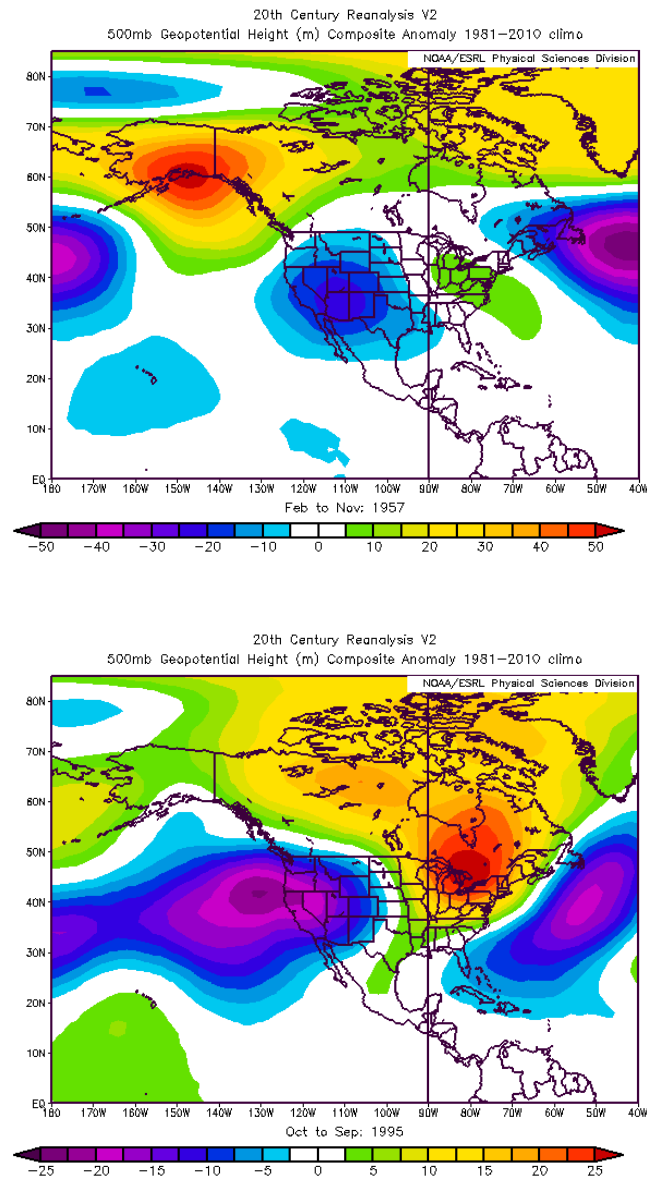 20th Century Reanalysis V2
500mb Geopotential Height (m) Composite Anomaly 1981-2010 clima
NOAA/ESRL Physical Sciences Division
80N
70N
60N
50N
40N
30N
20N
10N
EQ
180 170W 160W 150W 140W 130W 120W 110W 100W 90W 80W 70W 60W 50W 40W
Feb to Nov: 1957
-50 -40 -30 -20 -10 0 10 20 30 40 50
20th Century Reanalysis V2
500mb Geopotential Height (m) Composite Anomaly 1981-2010 clima
NOAA/ESRL Physical Sciences Division
80N
70N
60N
50N
40N
30N
20N
10N
EQ
180 170W 160W 150W 140W 130W 120W 110W 100W 90W 80W 70W 60W 50W 40W
Oct to Sep: 1995
-25 -20 -15 -10 -5 0 5 10 15 20 25